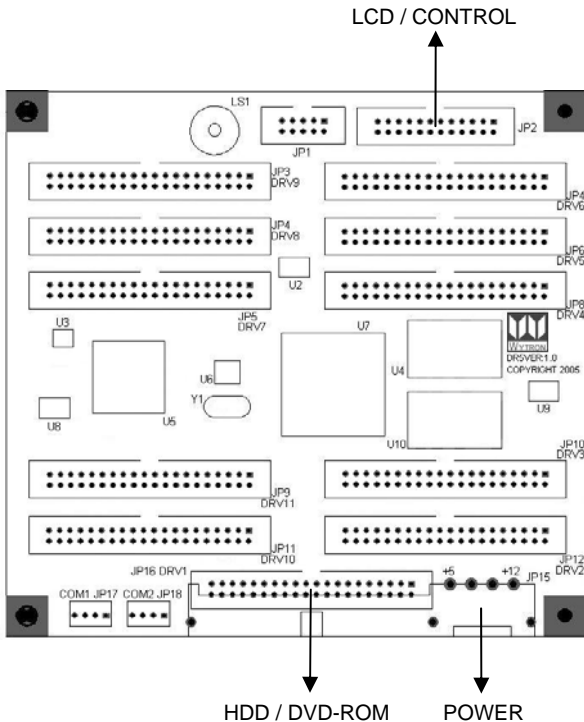 LCD / CONTROL
LS1
JP1
JP2
JP3
DRV9
JP4
DRV6
JP4
DRV8
JP6
DRV5
U2
JP5
DRV7
JP8
DRV4
U3
U7
U4
WYTRON
DRSVER:1.0
COPYRIGHT 2005
U6
Y1
U8
U5
U9
U10
JP10
DRV3
JP9
DRV11
JP11
DRV10
JP12
DRV2
JP16 DRV1
+5
+12
JP15
COM1 JP17
COM2 JP18
HDD / DVD-ROM
POWER